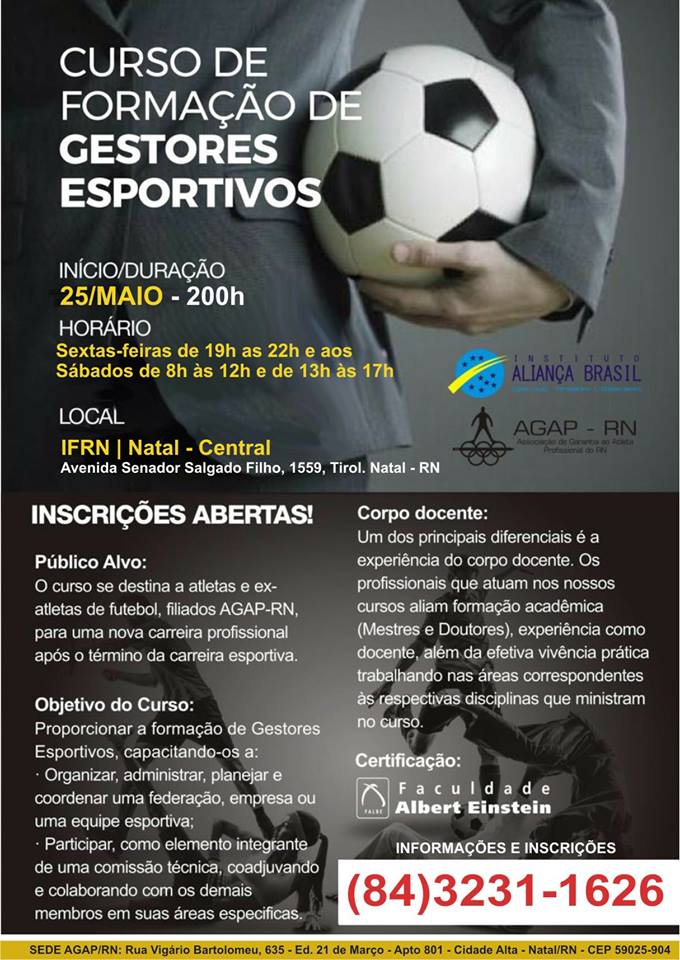 CURSO DE
FORMAÇÃO DE
GESTORES
ESPORTIVOS
INÍCIO/DURAÇÃO
25/MAIO - 200h
HORÁRIO
Sextas-feiras de 19h as 22h e aos
Sábados de 8h às 12h e de 13h às 17h
LOCAL
IFRN | Natal - Central
Avenida Senador Salgado Filho, 1559, Tirol. Natal - RN
INSTITUTO
ALIANÇA BRASIL
AGAP - RN
Associação de Garantia ao Atleta
Profissional do RN
INSCRIÇÕES ABERTAS!
Público Alvo:
O curso se destina a atletas e ex-
atletas de futebol, filiados AGAP-RN,
para uma nova carreira profissional
após o término da carreira esportiva.
Objetivo do Curso:
Proporcionar a formação de Gestores
Esportivos, capacitando-os a:
· Organizar, administrar, planejar e
coordenar uma federação, empresa ou
uma equipe esportiva;
· Participar, como elemento integrante
de uma comissão técnica, coadjuvando
e colaborando com os demais
membros em suas áreas especificas.
Corpo docente:
Um dos principais diferenciais é a
experiência do corpo docente. Os
profissionais que atuam nos nossos
cursos aliam formação acadêmica
(Mestres e Doutores), experiência como
docente, além da efetiva vivência prática
trabalhando nas áreas correspondentes
às respectivas disciplinas que ministram
no curso.
Certificação:
FALBE
Faculdade
Albert Einstein
INFORMAÇÕES E INSCRIÇÕES
(84)3231-1626
SEDE AGAP/RN: Rua Vigário Bartolomeu, 635 - Ed. 21 de Março - Apto 801 - Cidade Alta - Natal/RN - CEP 59025-904